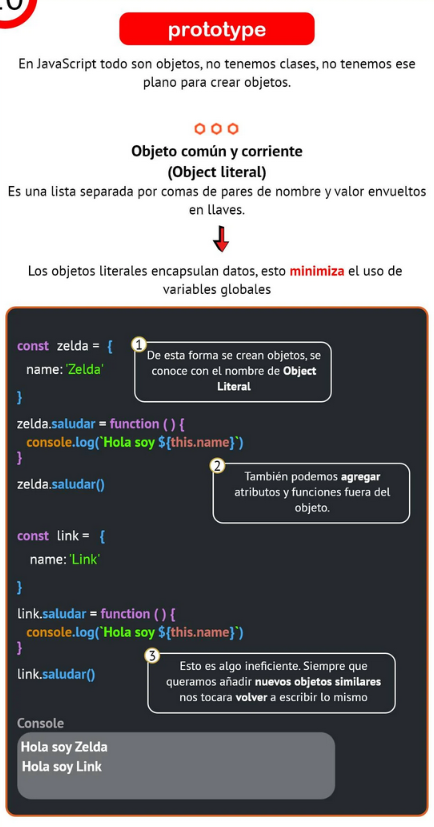 prototype
En JavaScript todo son objetos, no tenemos clases, no tenemos ese
plano para crear objetos.
Objeto común y corriente
(Object literal)
Es una lista separada por comas de pares de nombre y valor envueltos
en llaves.
Los objetos literales encapsulan datos, esto minimiza el uso de
variables globales
const zelda = {
name: 'Zelda'
}
1
De esta forma se crean objetos, se
conoce con el nombre de Object
Literal
zelda.saludar = function ( ) {
console.log(`Hola soy ${this.name}`)
}
zelda.saludar()
2
También podemos agregar
atributos y funciones fuera del
objeto.
const link = {
name: 'Link'
}
link.saludar = function ( ) {
console.log(`Hola soy ${this.name}`)
}
link.saludar()
3
Esto es algo ineficiente. Siempre que
queramos añadir nuevos objetos similares
nos tocara volver a escribir lo mismo
Console
Hola soy Zelda
Hola soy Link